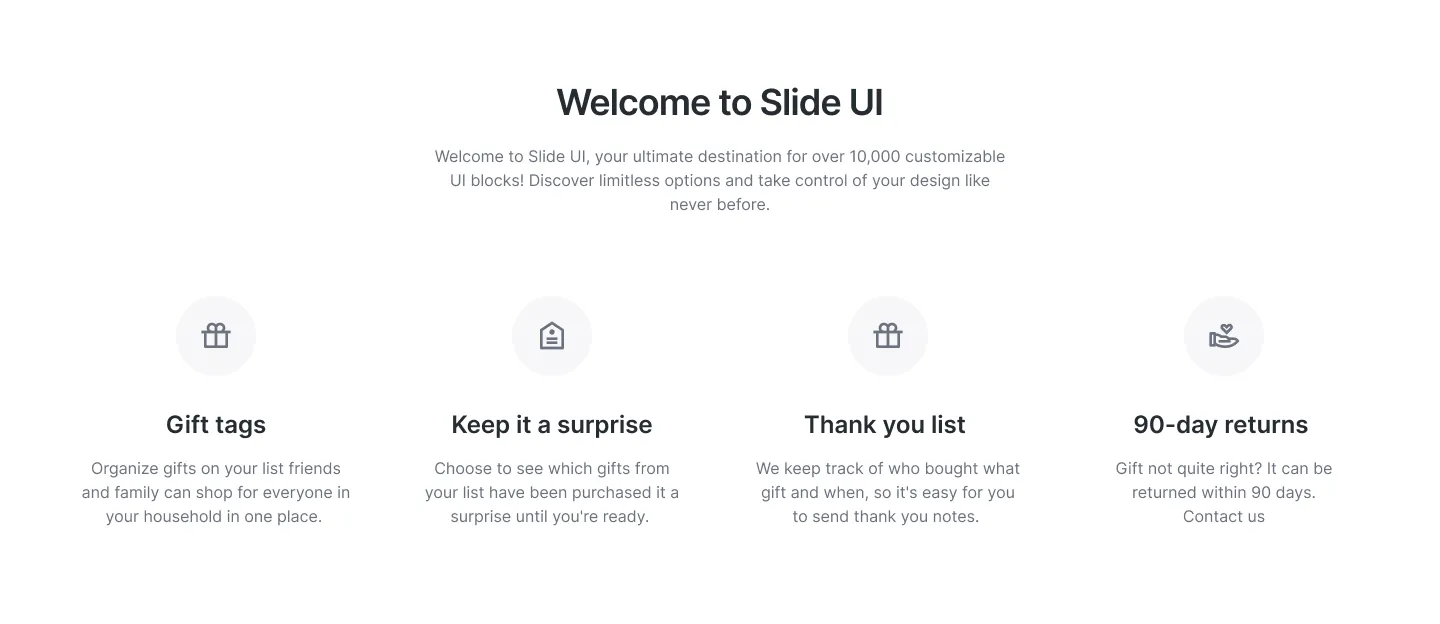 Welcome to Slide UI
Welcome to Slide UI, your ultimate destination for over 10,000 customizable
UI blocks! Discover limitless options and take control of your design like
never before.
Gift tags
Organize gifts on your list friends
and family can shop for everyone in
your household in one place.
Keep it a surprise
Choose to see which gifts from
your list have been purchased it a
surprise until you're ready.
Thank you list
We keep track of who bought what
gift and when, so it's easy for you
to send thank you notes.
90-day returns
Gift not quite right? It can be
returned within 90 days.
Contact us